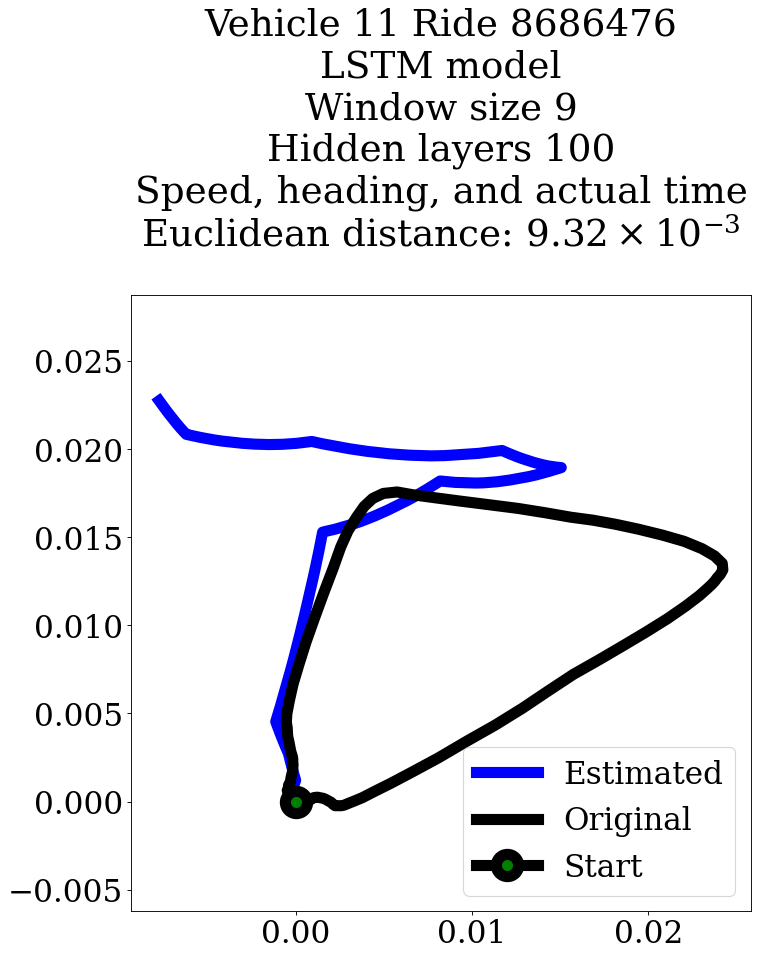 Vehicle 11 Ride 8686476
LSTM model
Window size 9
Hidden layers 100
Speed, heading, and actual time
Euclidean distance: 9.32 × 10⁻³
0.025
0.020
0.015
0.010
0.005
0.000
−0.005
Estimated
Original
Start
0.00 0.01 0.02